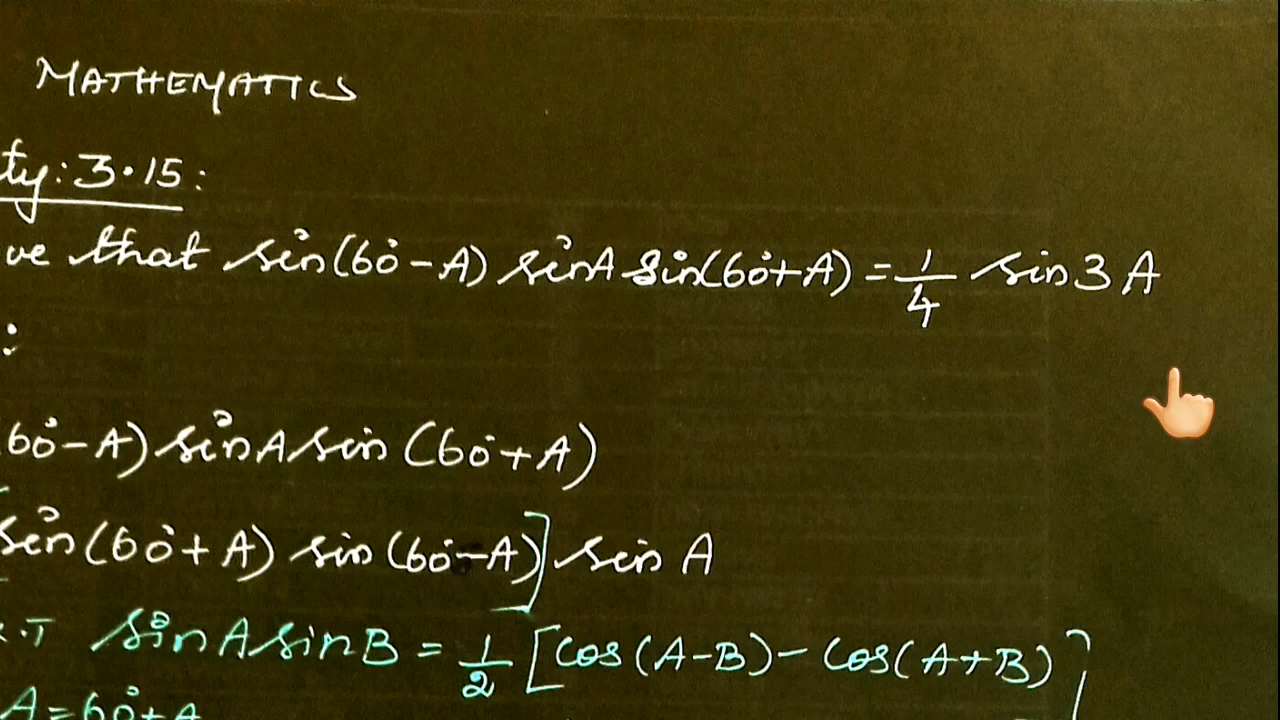 MATHEMATICS
ty: 3.15:
ve that sin(60°-A) sinA sin(60°+A) = 1/4 sin3A
:
60°-A) sinA sin (60°+A)
sin(60°+A) sin(60°-A)] sin A
K.T sinA sinB = 1/2 [cos(A-B) - cos(A+B)]
A = 60°+A